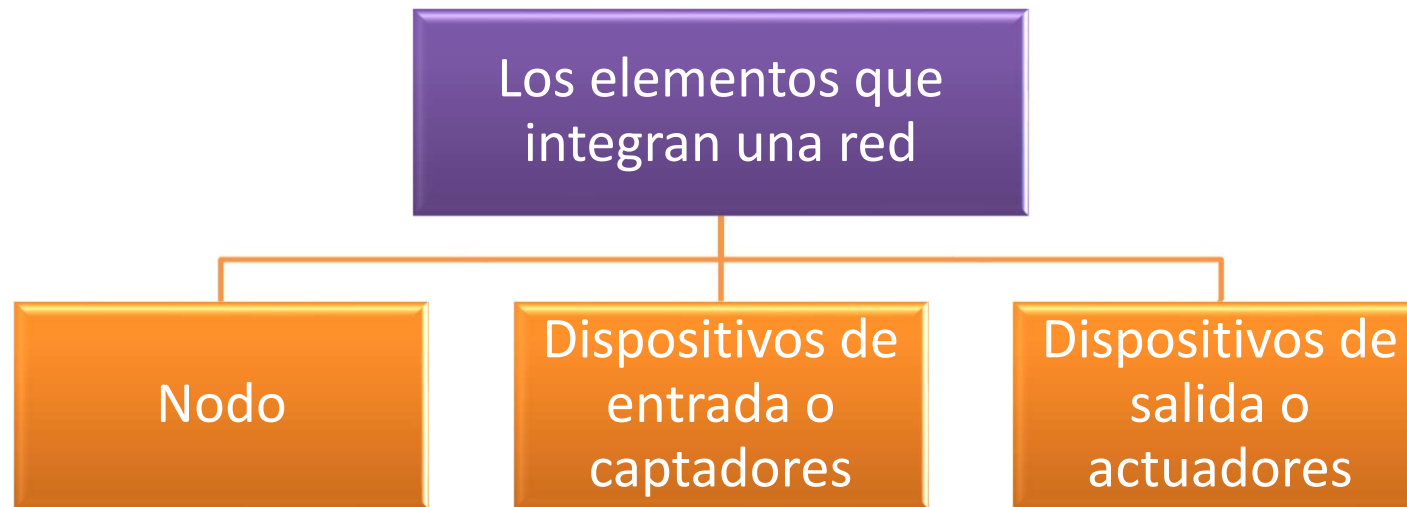 Los elementos que
integran una red
Nodo
Dispositivos de
entrada o
captadores
Dispositivos de
salida o
actuadores